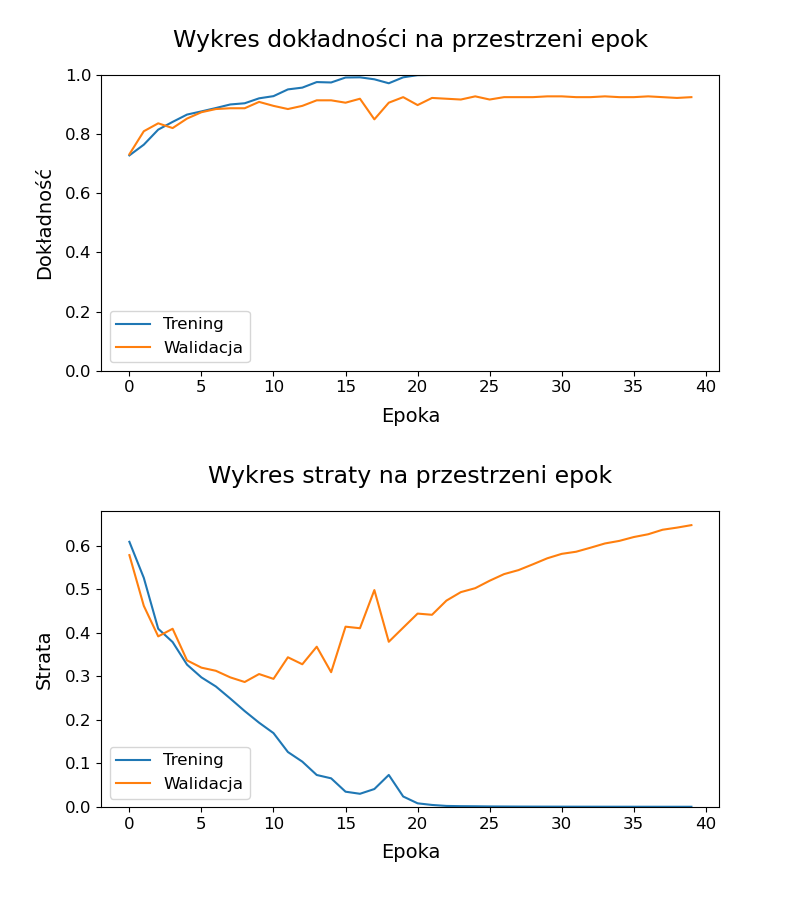 Wykres dokładności na przestrzeni epok
1.0
0.8
0.6
0.4
0.2
0.0
Dokładność
Trening
Walidacja
0 5 10 15 20 25 30 35 40
Epoka
Wykres straty na przestrzeni epok
0.6
0.5
0.4
0.3
0.2
0.1
0.0
Strata
Trening
Walidacja
0 5 10 15 20 25 30 35 40
Epoka